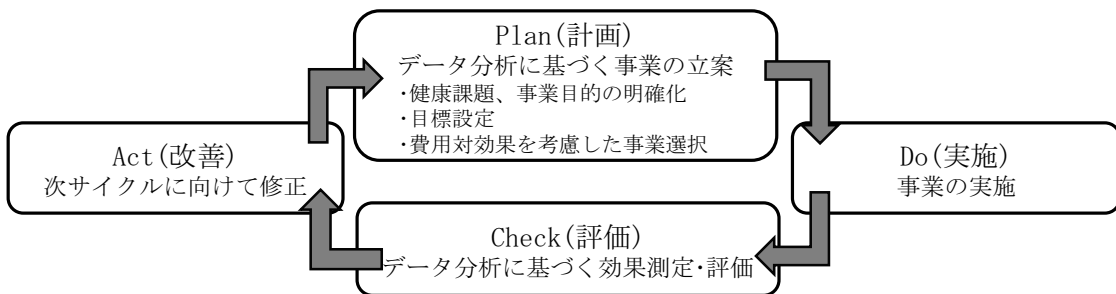 Plan(計画)
データ分析に基づく事業の立案
・健康課題、事業目的の明確化
・目標設定
・費用対効果を考慮した事業選択
Do(実施)
事業の実施
Check(評価)
データ分析に基づく効果測定・評価
Act(改善)
次サイクルに向けて修正